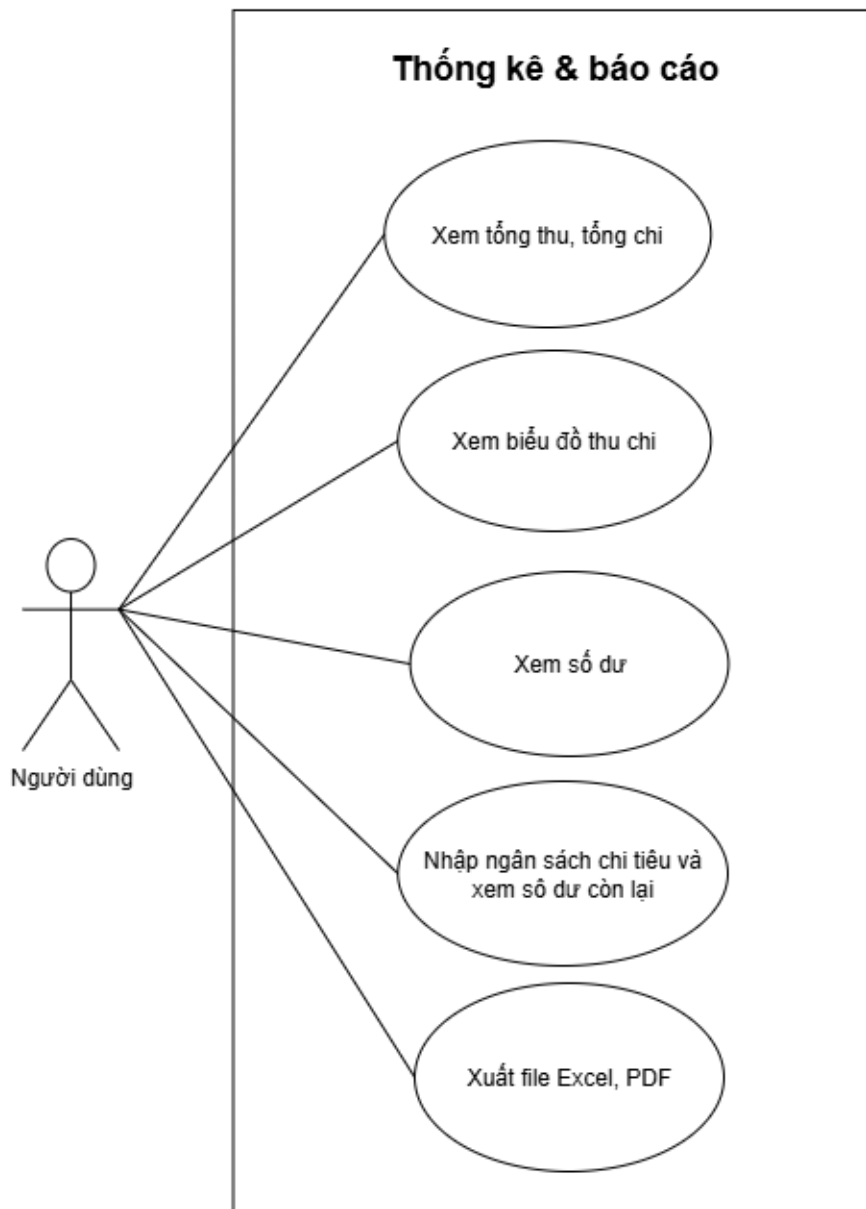 Thống kê & báo cáo
Xem tổng thu, tổng chi
Xem biểu đồ thu chi
Xem số dư
Người dùng
Nhập ngân sách chi tiêu và
xem sô dư còn lại
Xuất file Excel, PDF